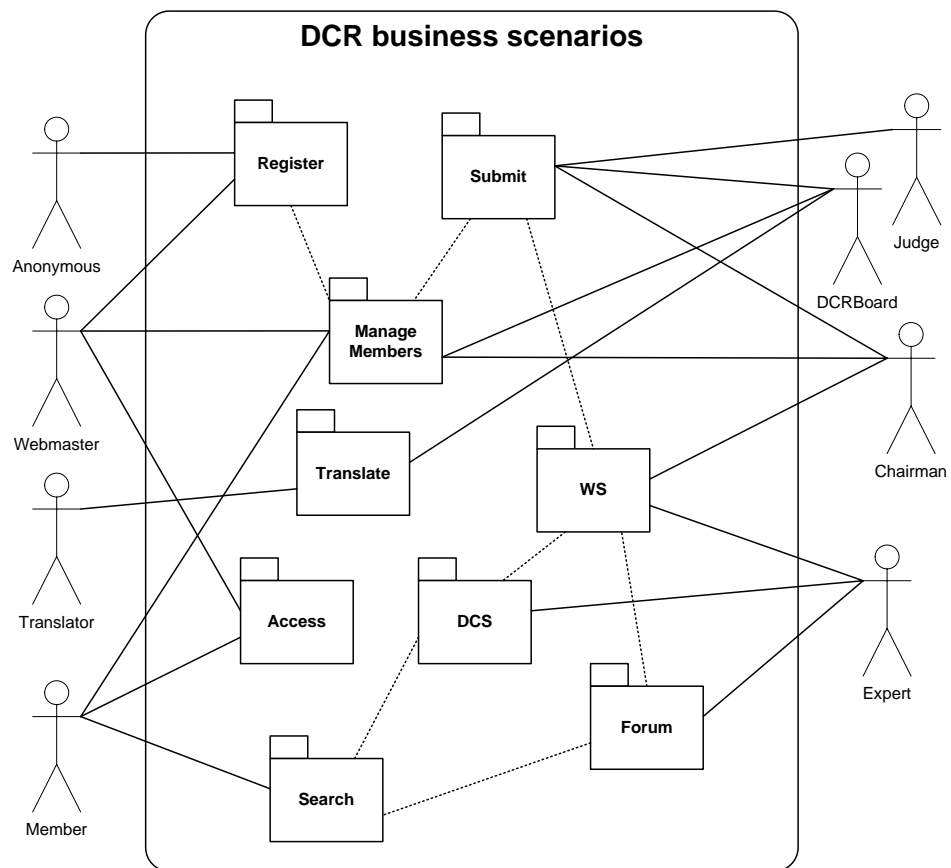 DCR business scenarios
Register
Submit
Anonymous
Judge
DCRBoard
Manage
Members
Webmaster
Translate
WS
Chairman
Translator
Access
DCS
Expert
Forum
Search
Member